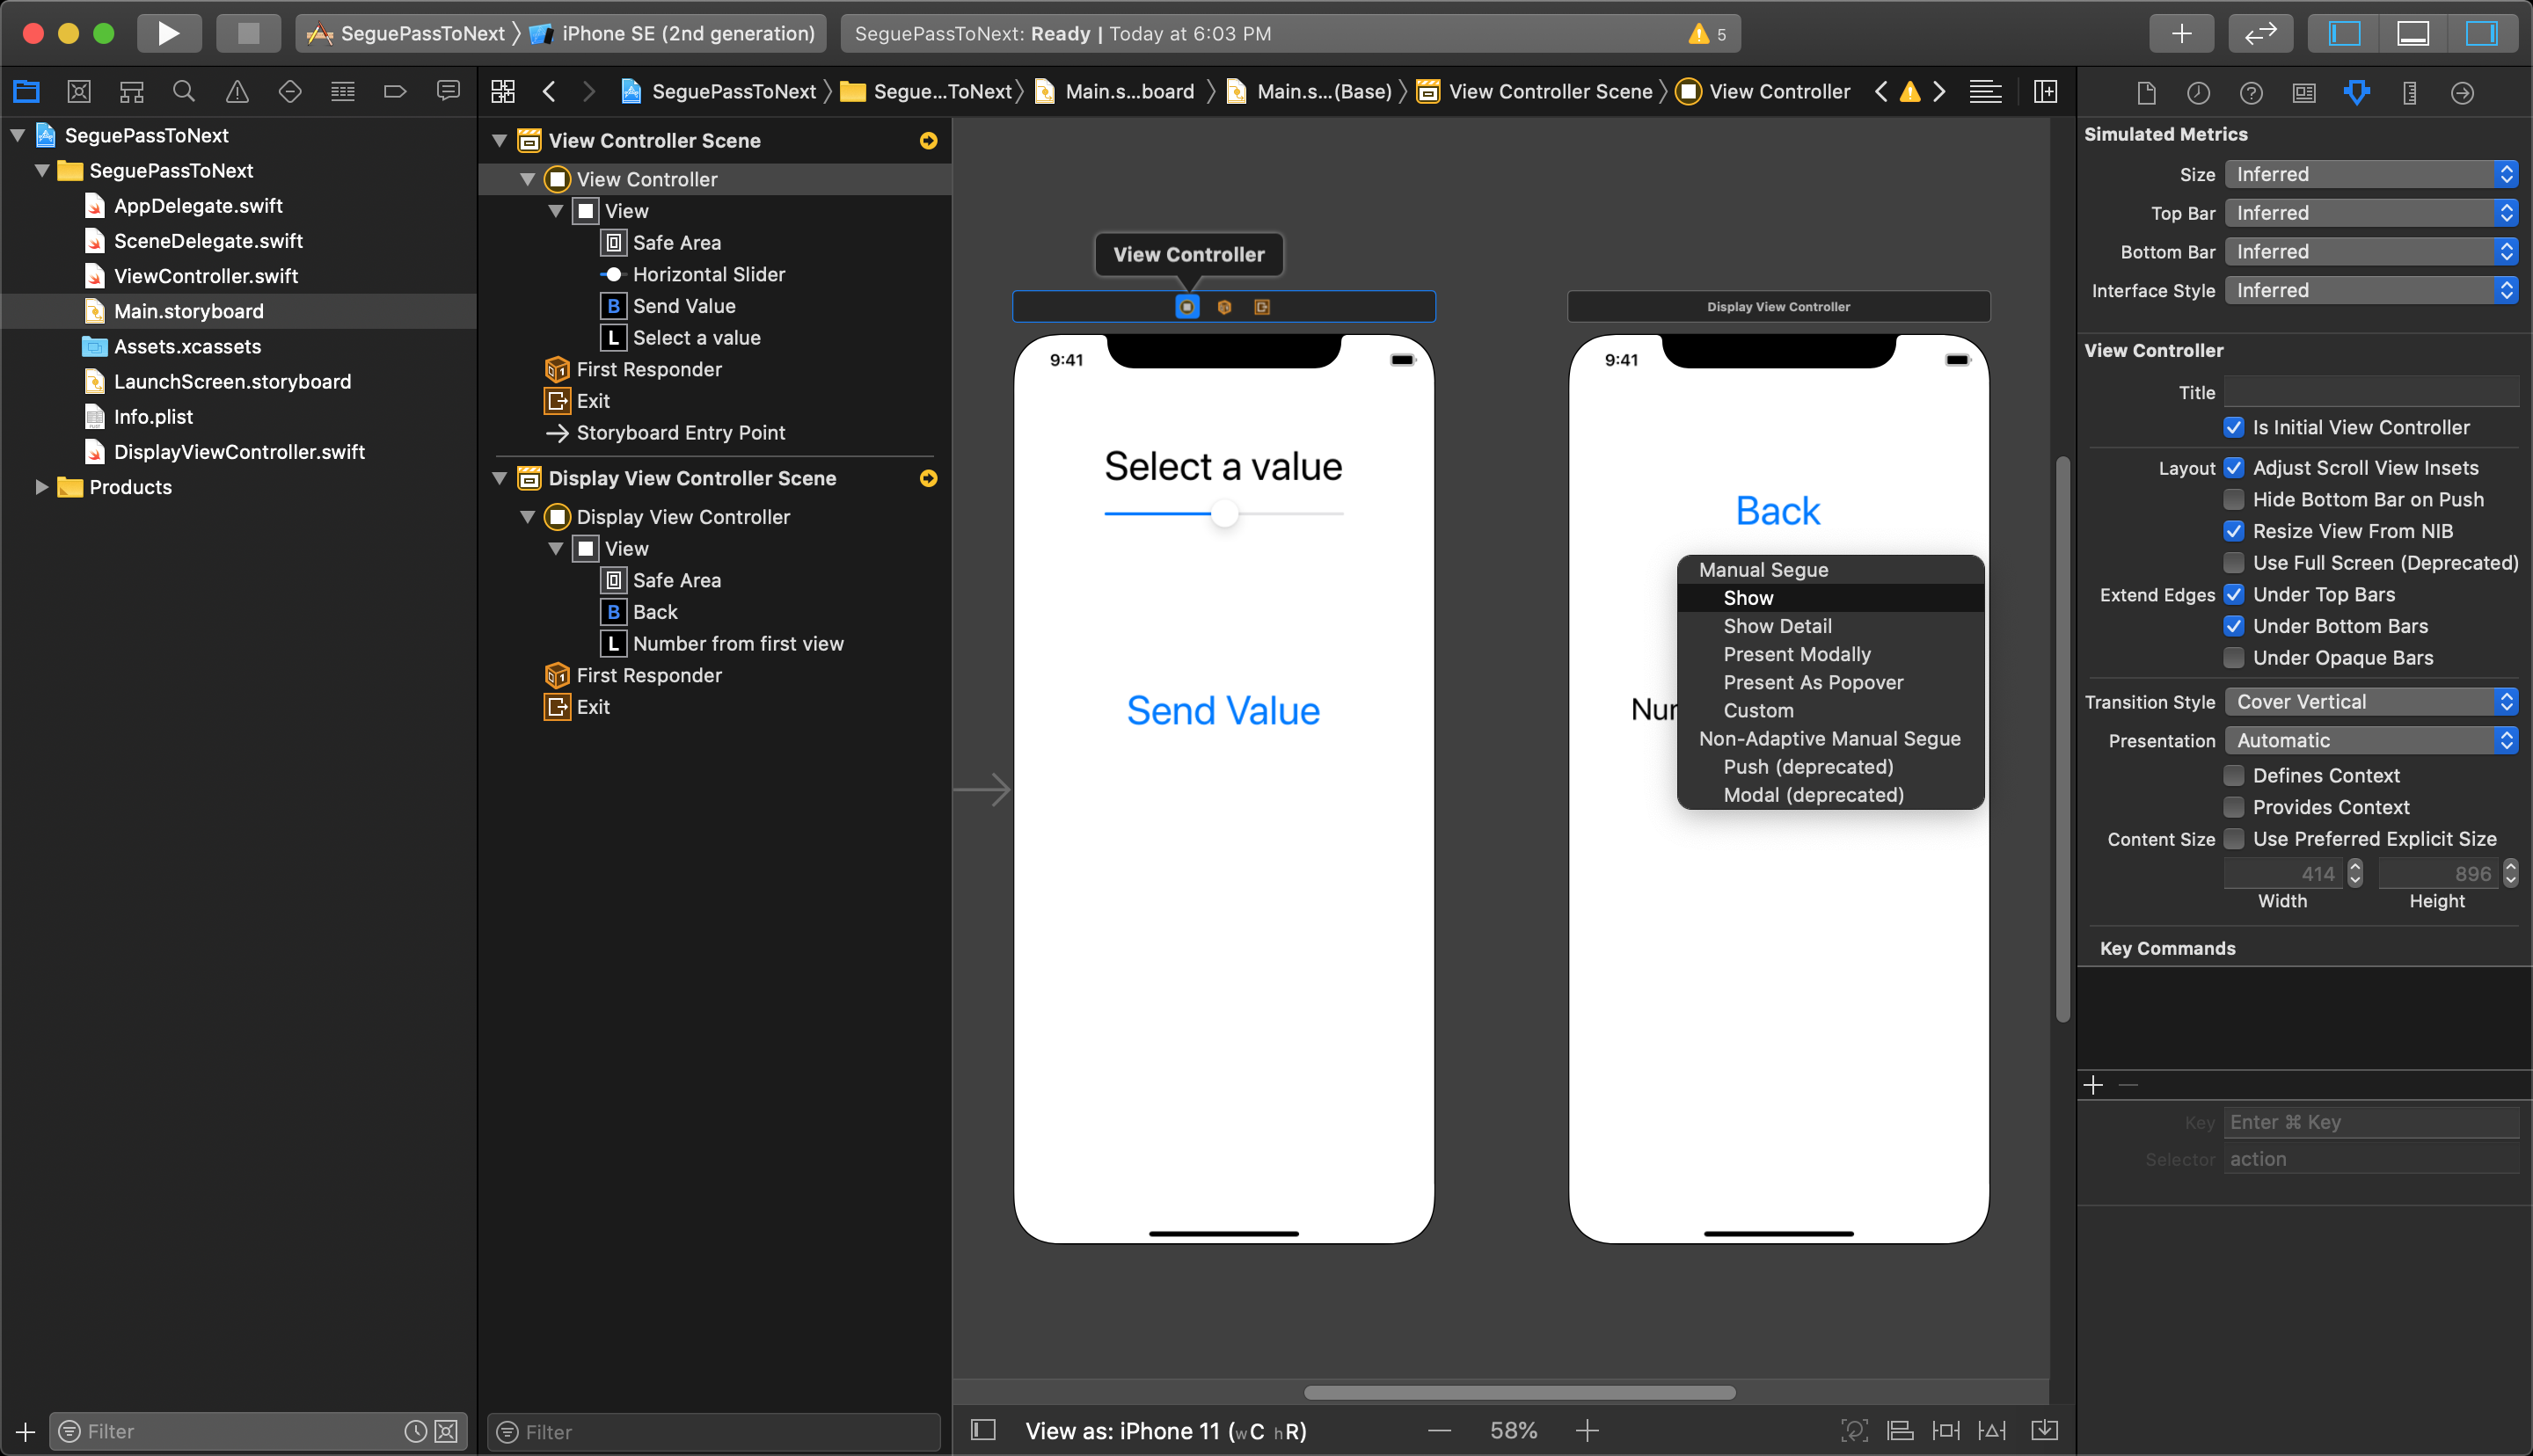 SeguePassToNext 〉 iPhone SE (2nd generation)
SeguePassToNext: Ready | Today at 6:03 PM
5
SeguePassToNext 〉 Segue...ToNext 〉 Main.s...board 〉 Main.s...(Base) 〉 View Controller Scene 〉 View Controller
SeguePassToNext
SeguePassToNext
AppDelegate.swift
SceneDelegate.swift
ViewController.swift
Main.storyboard
Assets.xcassets
LaunchScreen.storyboard
Info.plist
DisplayViewController.swift
Products
Filter
View Controller Scene
View Controller
View
Safe Area
Horizontal Slider
B Send Value
L Select a value
First Responder
Exit
Storyboard Entry Point
Display View Controller Scene
Display View Controller
View
Safe Area
B Back
L Number from first view
First Responder
Exit
Filter
View Controller
9:41
Select a value
Send Value
Display View Controller
9:41
Back
Manual Segue
Show
Show Detail
Present Modally
Present As Popover
Custom
Non-Adaptive Manual Segue
Push (deprecated)
Modal (deprecated)
Nur
View as: iPhone 11 (wC hR)
58%
Simulated Metrics
Size Inferred
Top Bar Inferred
Bottom Bar Inferred
Interface Style Inferred
View Controller
Title
Is Initial View Controller
Layout Adjust Scroll View Insets
Hide Bottom Bar on Push
Resize View From NIB
Use Full Screen (Deprecated)
Extend Edges Under Top Bars
Under Bottom Bars
Under Opaque Bars
Transition Style Cover Vertical
Presentation Automatic
Defines Context
Provides Context
Content Size Use Preferred Explicit Size
414 896
Width Height
Key Commands
Key Enter ⌘ Key
Selector action